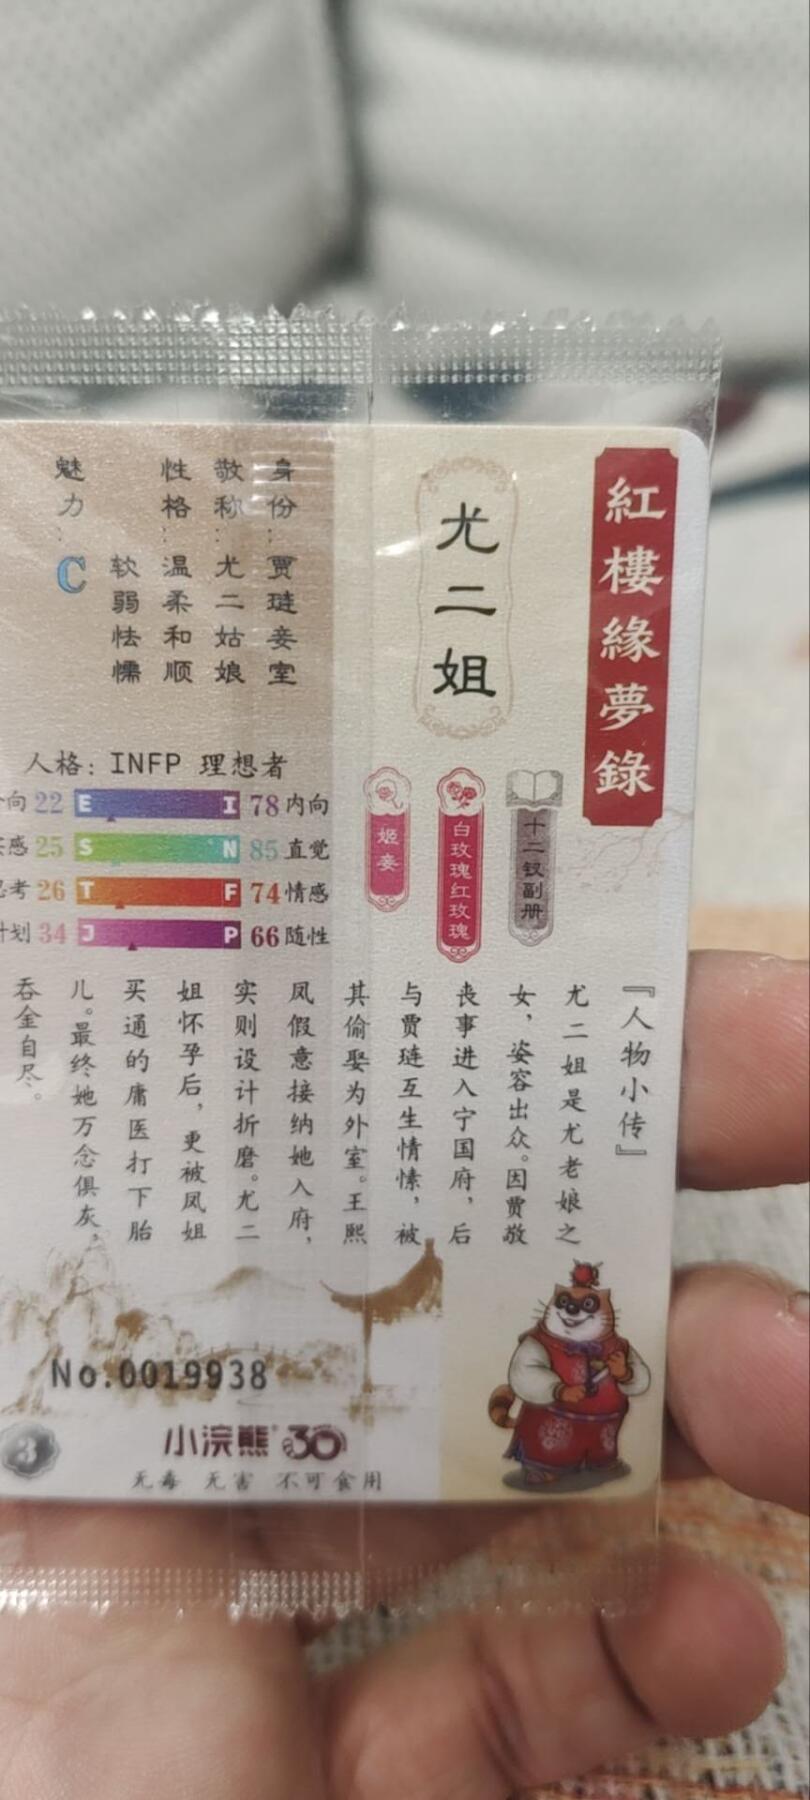 紅樓緣夢錄
尤二姐
十二钗副册
白玫瑰红玫瑰
姬妾
身份：贾琏妾室
敬称：尤二姑娘
性格：温柔和顺
软弱怯懦
魅力：C
人格：INFP 理想者
向 22 E I 78 内向
感 25 S N 85 直觉
考 26 T F 74 情感
划 34 J P 66 随性
『人物小传』
尤二姐是尤老娘之
女，姿容出众。因贾敬
丧事进入宁国府，后
与贾琏互生情愫，被
其偷娶为外室。王熙
凤假意接纳她入府，
实则设计折磨。尤二
姐怀孕后，更被凤姐
买通的庸医打下胎
儿。最终她万念俱灰，
吞金自尽。
No.0019938
小浣熊 30
无毒 无害 不可食用
3